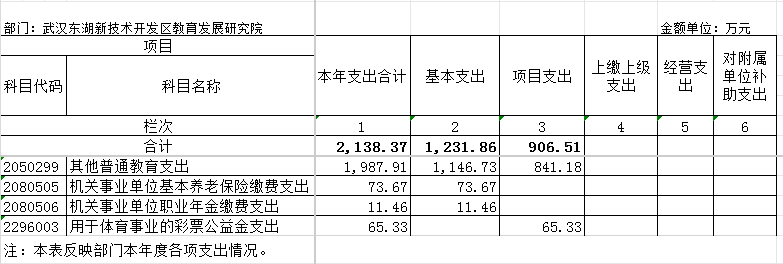 部门：武汉东湖新技术开发区教育发展研究院 金额单位：万元
项目 本年支出合计 基本支出 项目支出 上缴上级支出 经营支出 对附属单位补助支出
科目代码 科目名称
栏次 1 2 3 4 5 6
合计 2,138.37 1,231.86 906.51
2050299 其他普通教育支出 1,987.91 1,146.73 841.18
2080505 机关事业单位基本养老保险缴费支出 73.67 73.67
2080506 机关事业单位职业年金缴费支出 11.46 11.46
2296003 用于体育事业的彩票公益金支出 65.33 65.33
注：本表反映部门本年度各项支出情况。